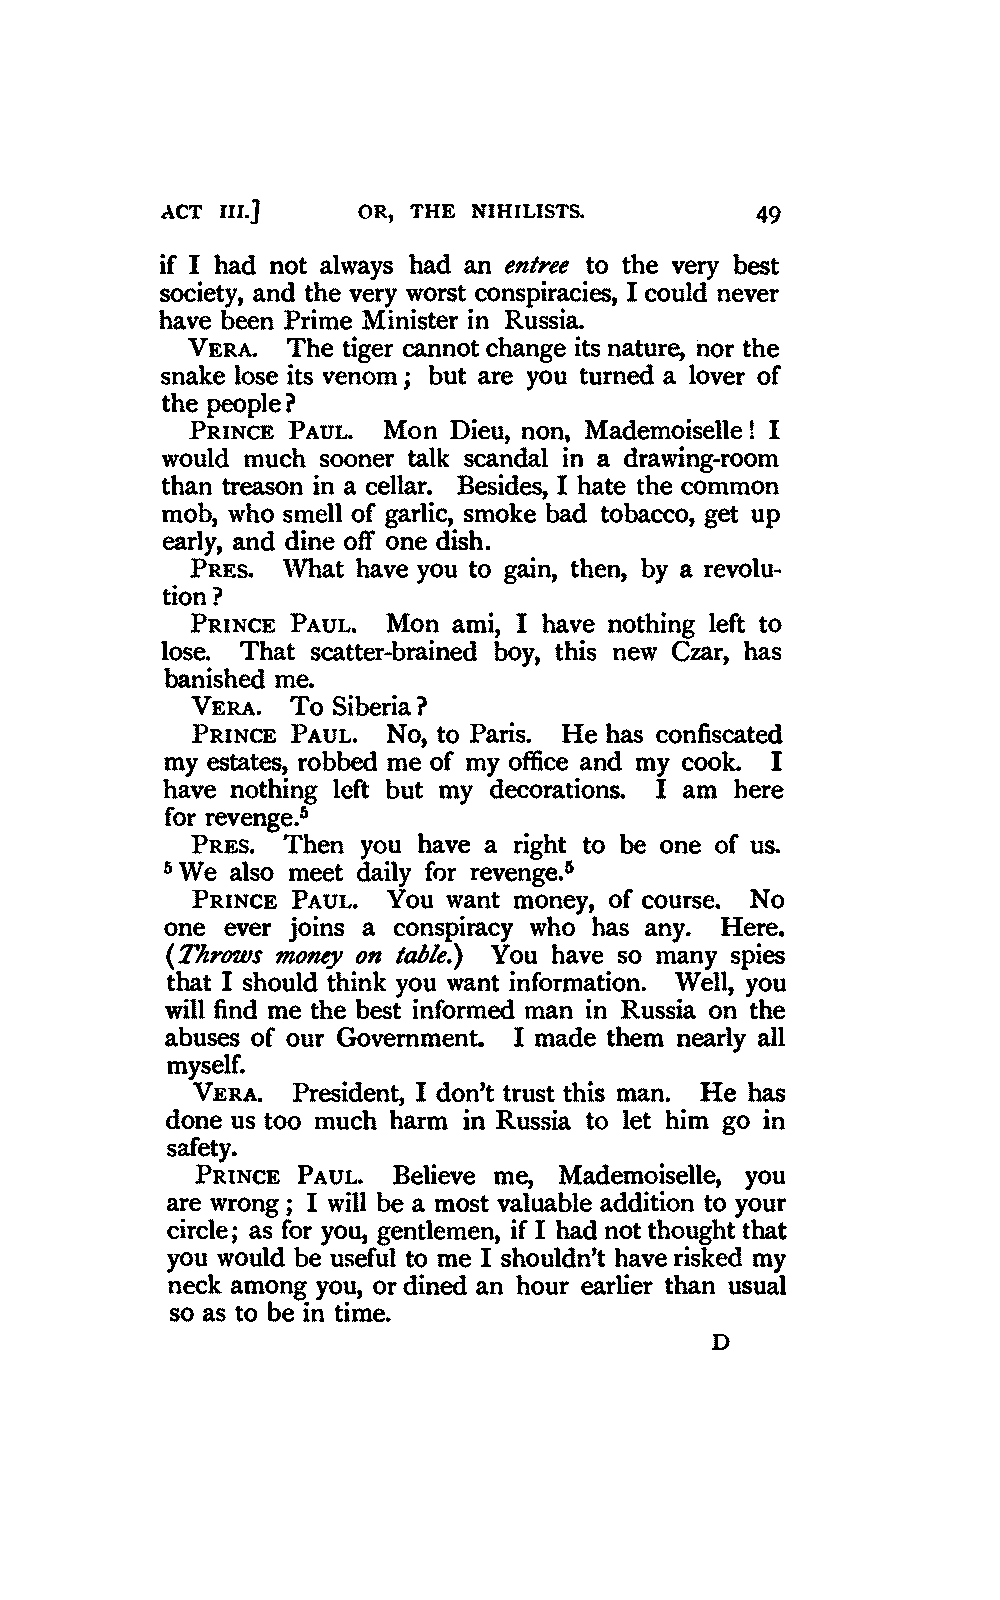 ACT III.] OR, THE NIHILISTS. 49
if I had not always had an entree to the very best
society, and the very worst conspiracies, I could never
have been Prime Minister in Russia.
VERA. The tiger cannot change its nature, nor the
snake lose its venom; but are you turned a lover of
the people?
PRINCE PAUL. Mon Dieu, non, Mademoiselle! I
would much sooner talk scandal in a drawing-room
than treason in a cellar. Besides, I hate the common
mob, who smell of garlic, smoke bad tobacco, get up
early, and dine off one dish.
PRES. What have you to gain, then, by a revolu-
tion?
PRINCE PAUL. Mon ami, I have nothing left to
lose. That scatter-brained boy, this new Czar, has
banished me.
VERA. To Siberia?
PRINCE PAUL. No, to Paris. He has confiscated
my estates, robbed me of my office and my cook. I
have nothing left but my decorations. I am here
for revenge.⁵
PRES. Then you have a right to be one of us.
⁵ We also meet daily for revenge.⁵
PRINCE PAUL. You want money, of course. No
one ever joins a conspiracy who has any. Here.
(Throws money on table.) You have so many spies
that I should think you want information. Well, you
will find me the best informed man in Russia on the
abuses of our Government. I made them nearly all
myself.
VERA. President, I don't trust this man. He has
done us too much harm in Russia to let him go in
safety.
PRINCE PAUL. Believe me, Mademoiselle, you
are wrong; I will be a most valuable addition to your
circle; as for you, gentlemen, if I had not thought that
you would be useful to me I shouldn't have risked my
neck among you, or dined an hour earlier than usual
so as to be in time.
D